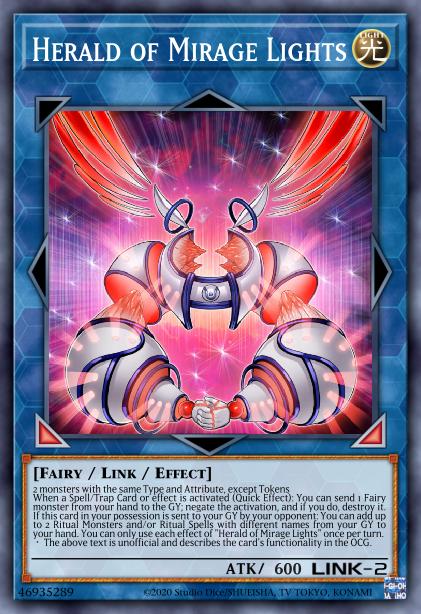 Herald of Mirage Lights
LIGHT
光
[Fairy / Link / Effect]
2 monsters with the same Type and Attribute, except Tokens
When a Spell/Trap Card or effect is activated (Quick Effect): You can send 1 Fairy
monster from your hand to the GY; negate the activation, and if you do, destroy it.
If this card in your possession is sent to your GY by your opponent: You can add up
to 2 Ritual Monsters and/or Ritual Spells with different names from your GY to
your hand. You can only use each effect of "Herald of Mirage Lights" once per turn.
· The above text is unofficial and describes the card's functionality in the OCG.
ATK/ 600 LINK-2
46935289 ©2020 Studio Dice/SHUEISHA, TV TOKYO, KONAMI